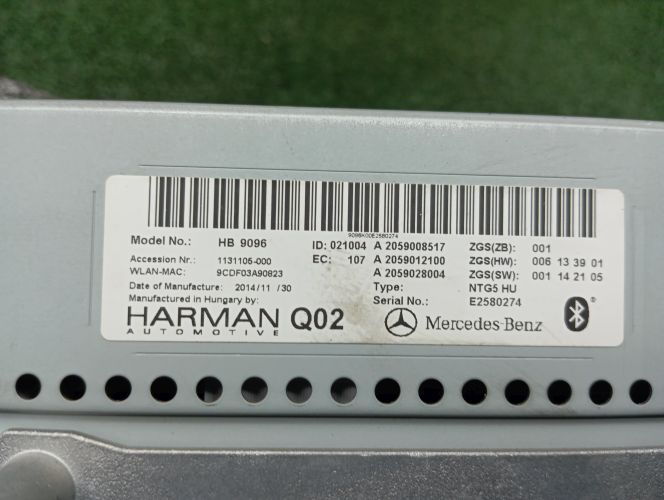 9096X00E2580274
Model No.: HB 9096 ID: 021004 A 2059008517 ZGS(ZB): 001
Accession Nr.: 1131105-000 EC: 107 A 2059012100 ZGS(HW): 006 13 39 01
WLAN-MAC: 9CDF03A90823 A 2059028004 ZGS(SW): 001 14 21 05
Date of Manufacture: 2014/11 /30 Type: NTG5 HU
Manufactured in Hungary by: Serial No.: E2580274
HARMAN Q02 Mercedes-Benz ®
AUTOMOTIVE